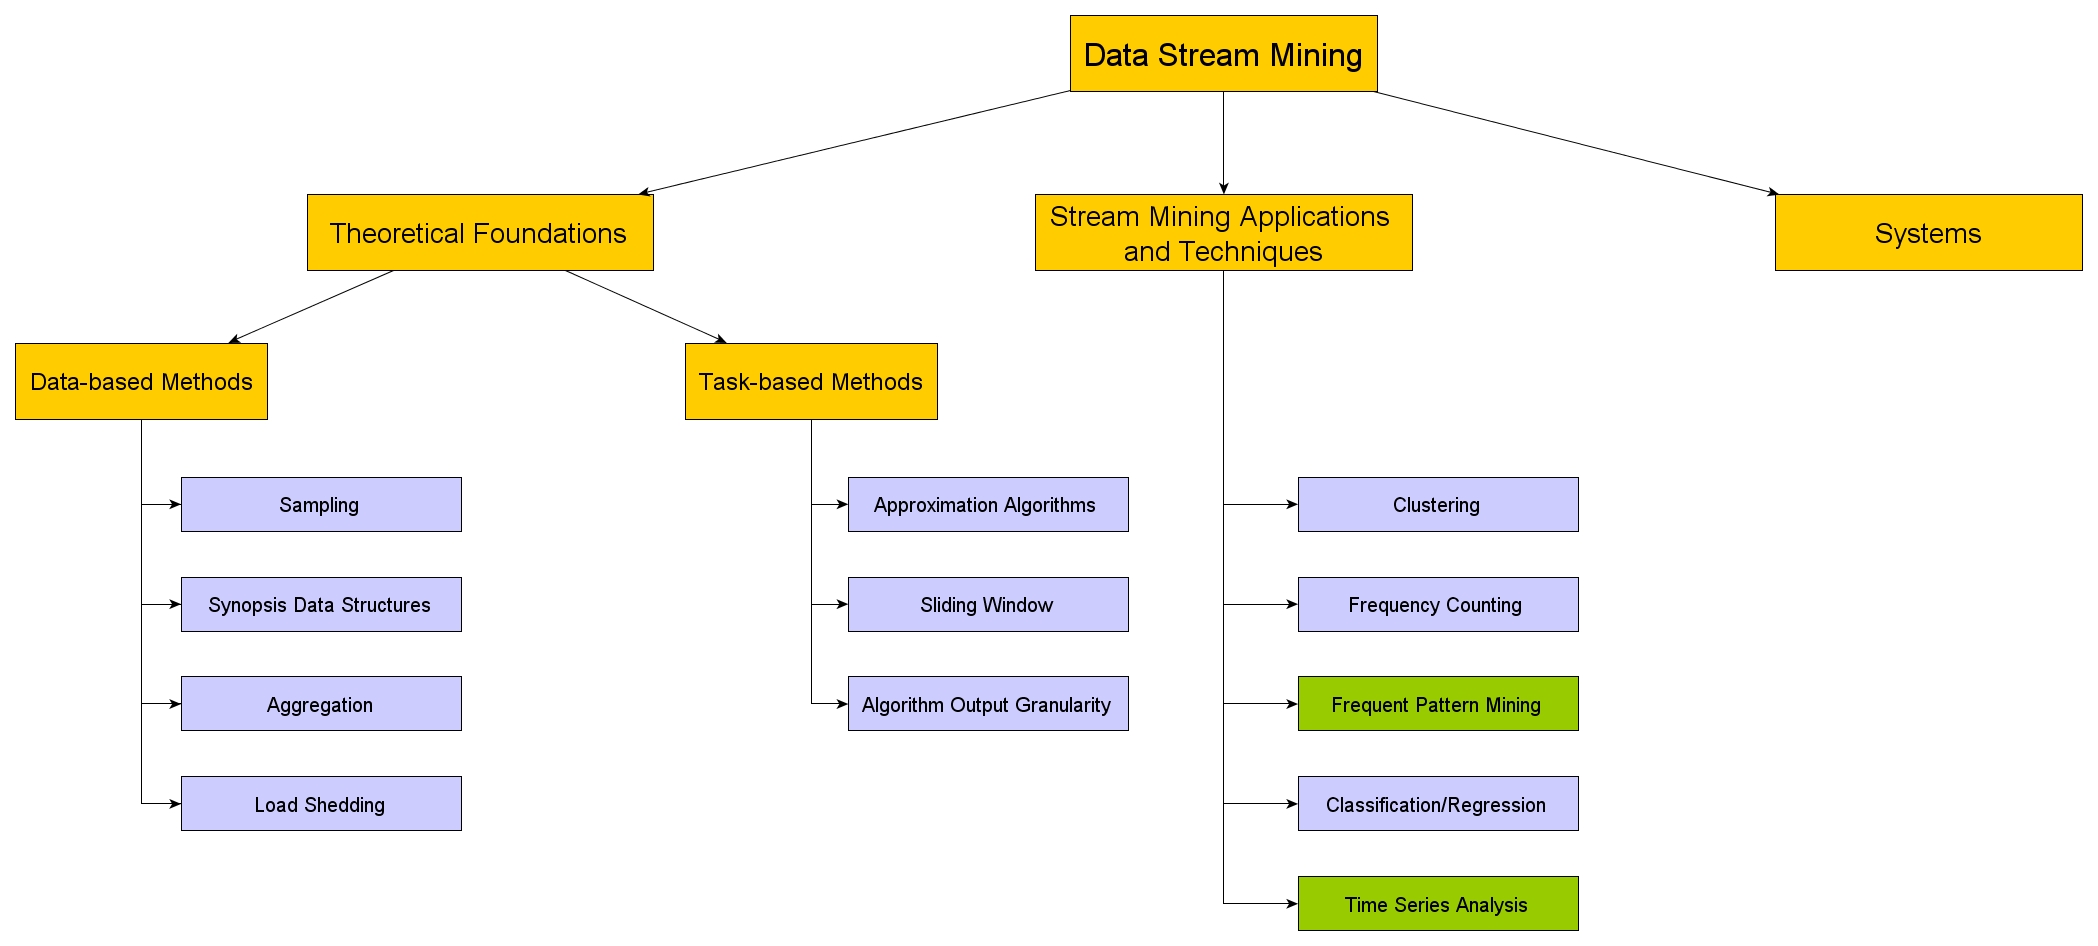 Data Stream Mining
Theoretical Foundations
Stream Mining Applications
and Techniques
Systems
Data-based Methods
Task-based Methods
Sampling
Synopsis Data Structures
Aggregation
Load Shedding
Approximation Algorithms
Sliding Window
Algorithm Output Granularity
Clustering
Frequency Counting
Frequent Pattern Mining
Classification/Regression
Time Series Analysis